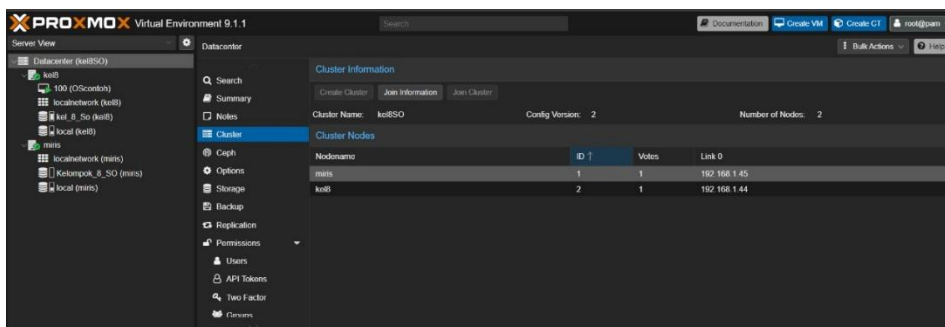 PROXMOX Virtual Environment 9.1.1
Search
Documentation
Create VM
Create CT
root@pam
Server View
Datacenter
Bulk Actions
Help
Datacenter (kel8SO)
kel8
100 (OScontoh)
localnetwork (kel8)
kel_8_So (kel8)
local (kel8)
miris
localnetwork (miris)
Kelompok_8_SO (miris)
local (miris)
Search
Summary
Notes
Cluster
Ceph
Options
Storage
Backup
Replication
Permissions
Users
API Tokens
Two Factor
Groups
Cluster Information
Create Cluster
Join Information
Join Cluster
Cluster Name: kel8SO
Config Version: 2
Number of Nodes: 2
Cluster Nodes
Nodename ID ↑ Votes Link 0
miris 1 1 192.168.1.45
kel8 2 1 192.168.1.44